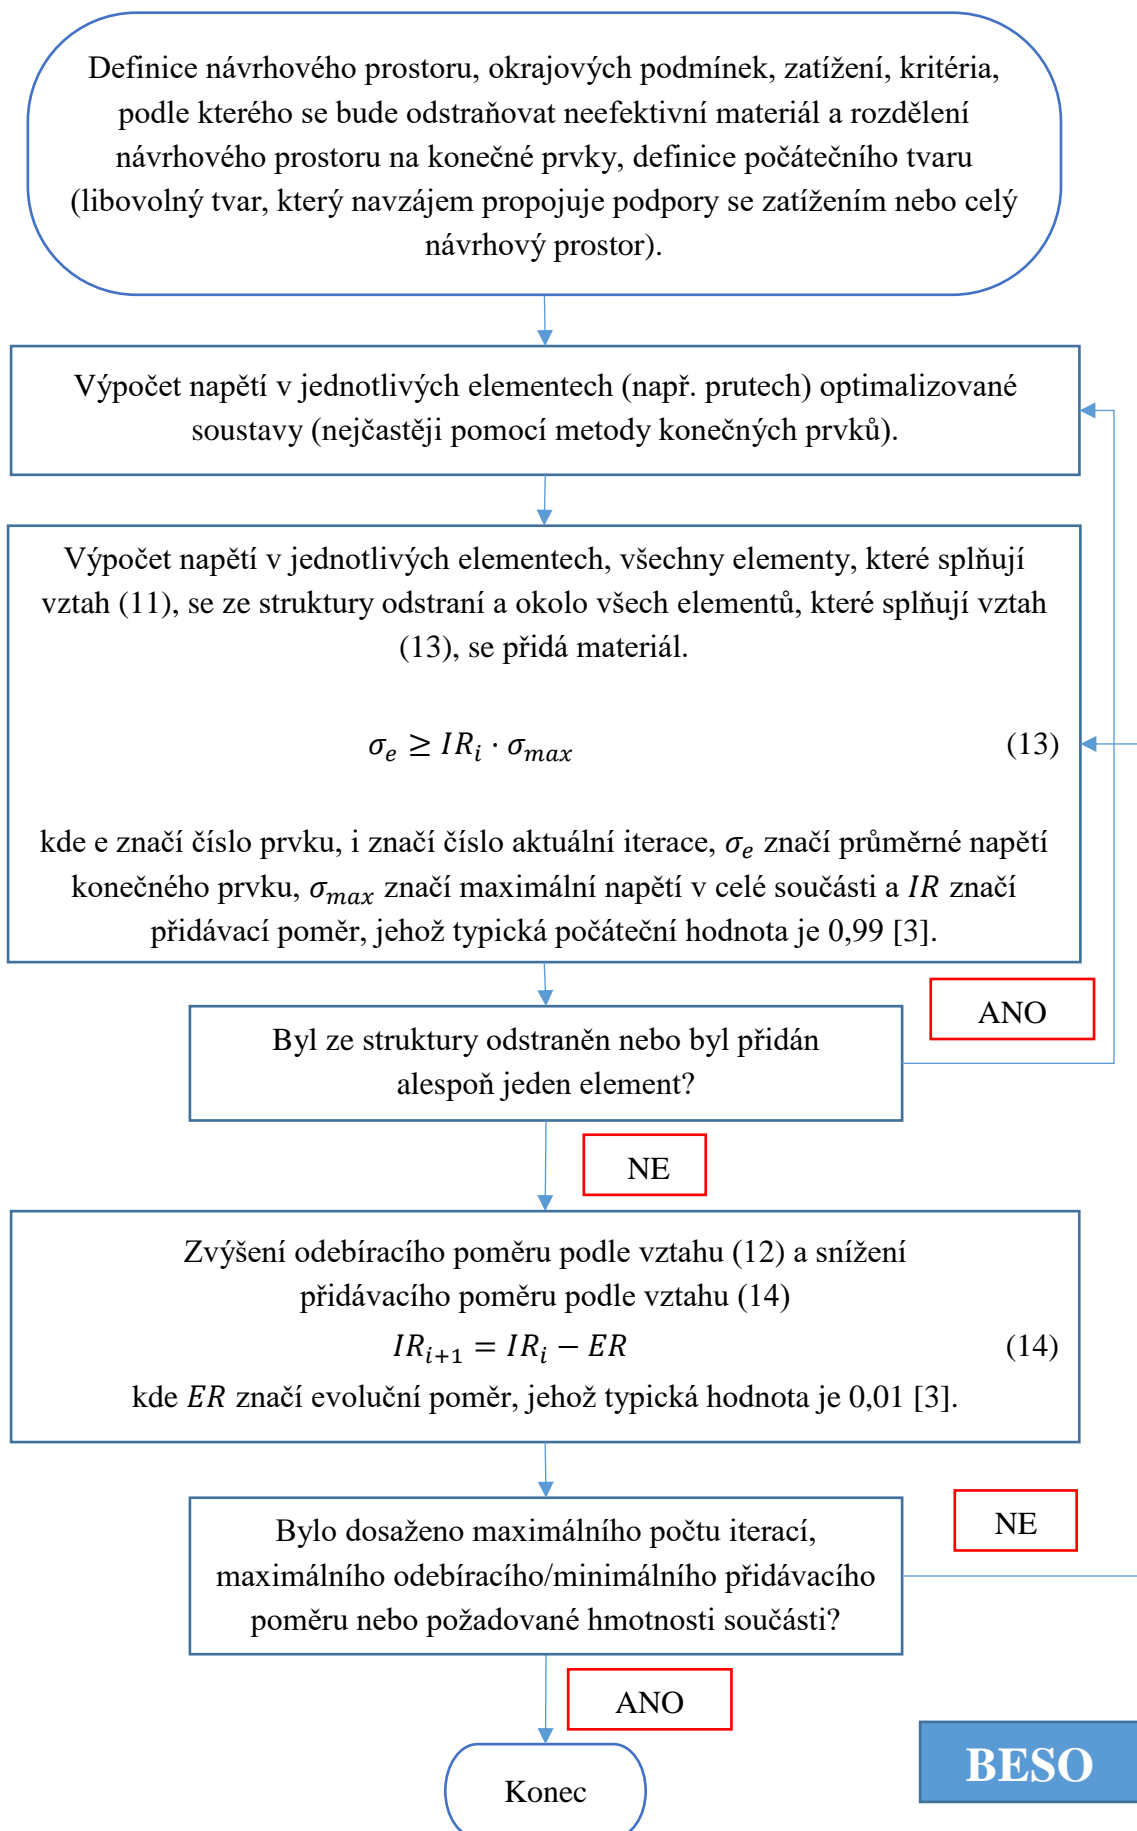 Definice návrhového prostoru, okrajových podmínek, zatížení, kritéria,
podle kterého se bude odstraňovat neefektivní materiál a rozdělení
návrhového prostoru na konečné prvky, definice počátečního tvaru
(libovolný tvar, který navzájem propojuje podpory se zatížením nebo celý
návrhový prostor).
Výpočet napětí v jednotlivých elementech (např. prutech) optimalizované
soustavy (nejčastěji pomocí metody konečných prvků).
Výpočet napětí v jednotlivých elementech, všechny elementy, které splňují
vztah (11), se ze struktury odstraní a okolo všech elementů, které splňují vztah
(13), se přidá materiál.
σ_e ≥ IR_i · σ_max (13)
kde e značí číslo prvku, i značí číslo aktuální iterace, σ_e značí průměrné napětí
konečného prvku, σ_max značí maximální napětí v celé součásti a IR značí
přidávací poměr, jehož typická počáteční hodnota je 0,99 [3].
ANO
Byl ze struktury odstraněn nebo byl přidán
alespoň jeden element?
NE
Zvýšení odebíracího poměru podle vztahu (12) a snížení
přidávacího poměru podle vztahu (14)
IR_{i+1} = IR_i − ER (14)
kde ER značí evoluční poměr, jehož typická hodnota je 0,01 [3].
NE
Bylo dosaženo maximálního počtu iterací,
maximálního odebíracího/minimálního přidávacího
poměru nebo požadované hmotnosti součásti?
ANO
BESO
Konec